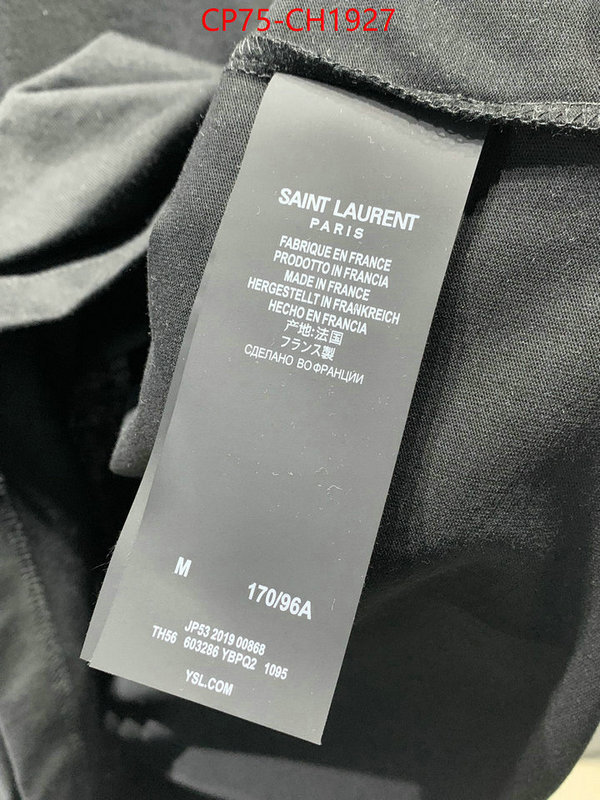 CP75-CH1927
SAINT LAURENT
PARIS
FABRIQUE EN FRANCE
PRODOTTO IN FRANCIA
MADE IN FRANCE
HERGESTELLT IN FRANKREICH
HECHO EN FRANCIA
产地:法国
フランス製
СДЕЛАНО ВО ФРАНЦИИ
M 170/96A
JP53 2019 00868
TH56 603286 YBPQ2 1095
YSL.COM